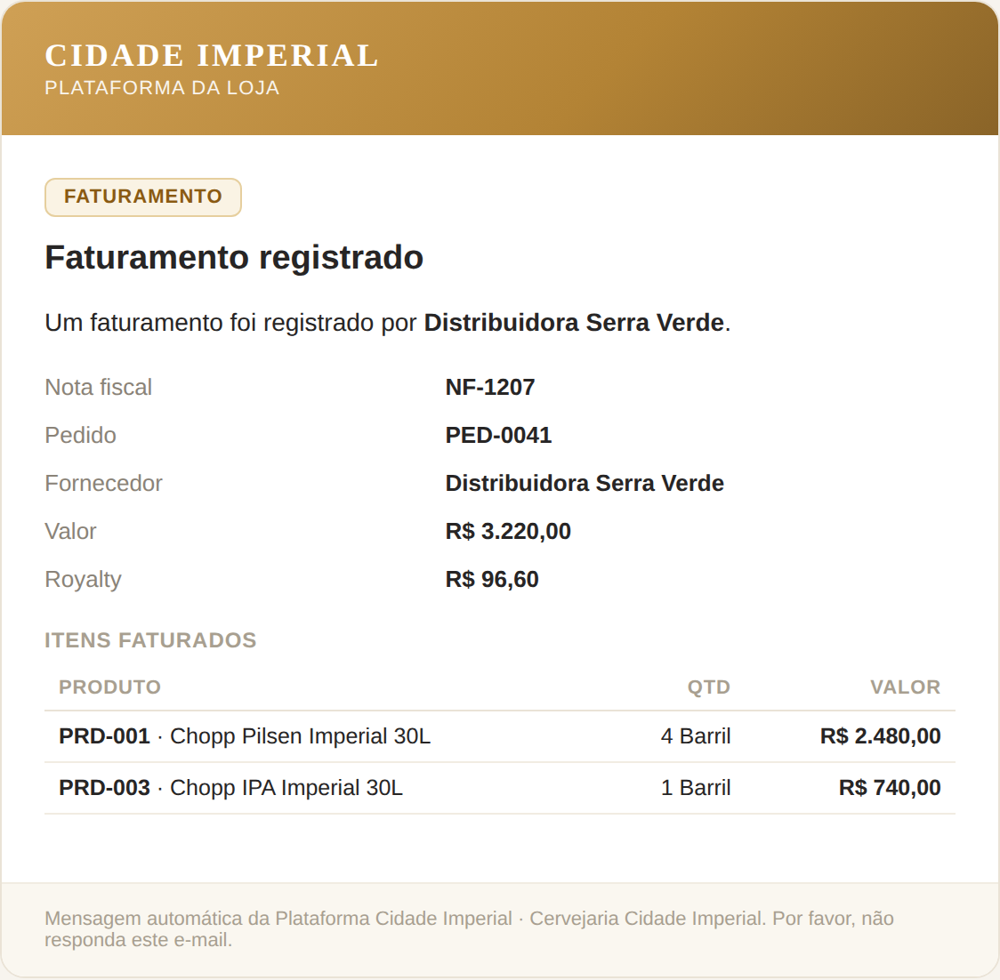 CIDADE IMPERIAL
PLATAFORMA DA LOJA
FATURAMENTO
Faturamento registrado
Um faturamento foi registrado por Distribuidora Serra Verde.
Nota fiscal NF-1207
Pedido PED-0041
Fornecedor Distribuidora Serra Verde
Valor R$ 3.220,00
Royalty R$ 96,60
ITENS FATURADOS
PRODUTO QTD VALOR
PRD-001 · Chopp Pilsen Imperial 30L 4 Barril R$ 2.480,00
PRD-003 · Chopp IPA Imperial 30L 1 Barril R$ 740,00
Mensagem automática da Plataforma Cidade Imperial · Cervejaria Cidade Imperial. Por favor, não
responda este e-mail.